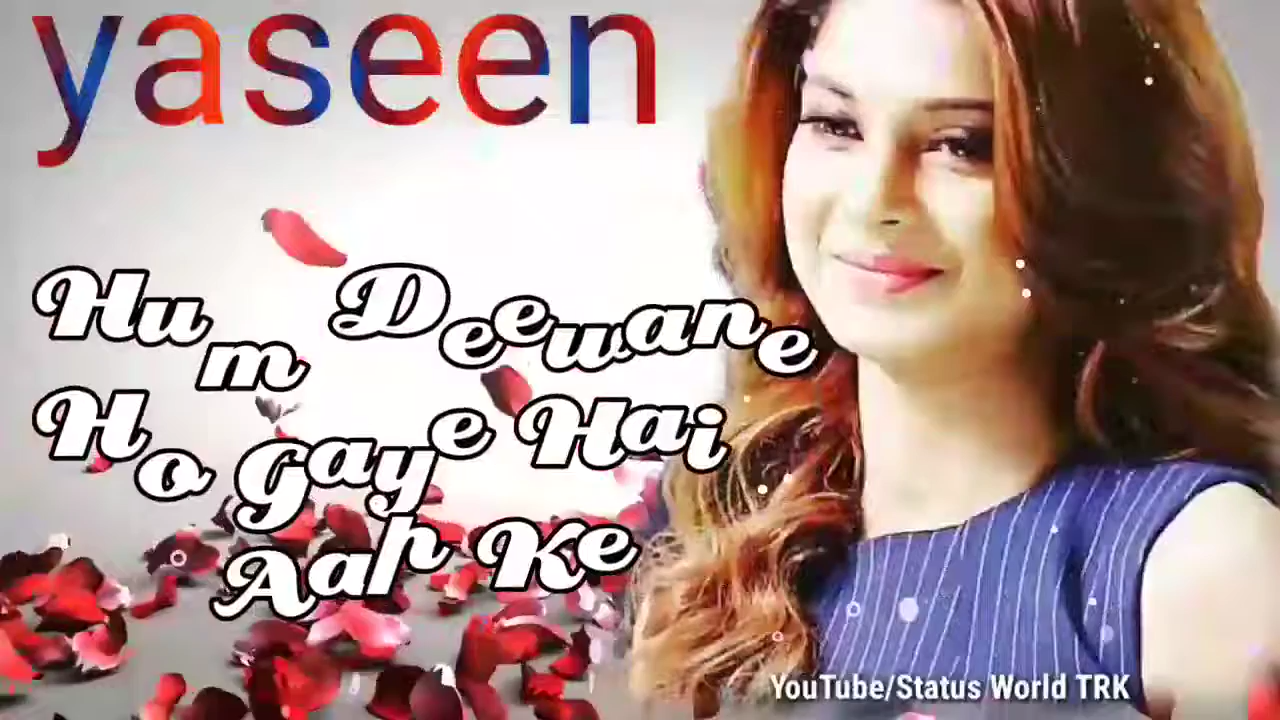 yaseen
Hum Deewane
Ho Gaye Hai
Aap Ke
YouTube/Status World TRK